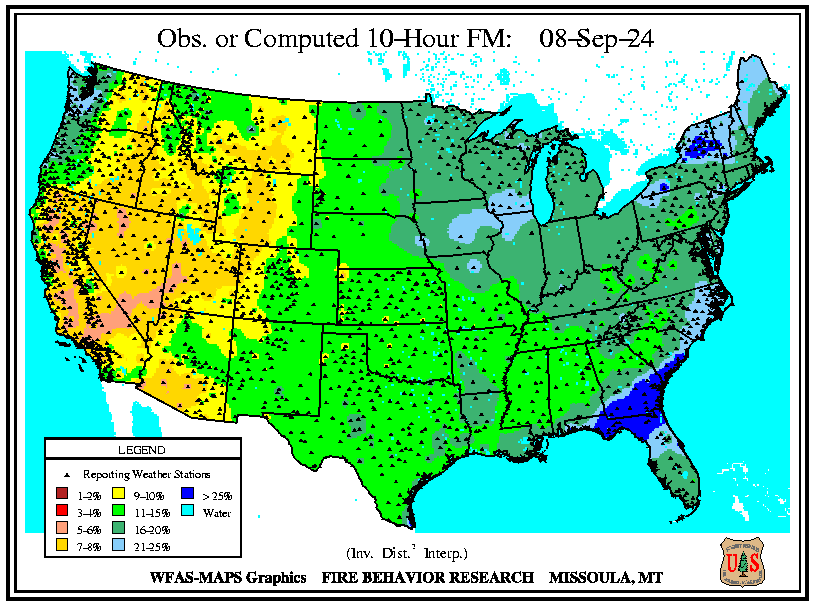 Obs. or Computed 10-Hour FM: 08-Sep-24
LEGEND
Reporting Weather Stations
1-2% 9-10% > 25%
3-4% 11-15% Water
5-6% 16-20%
7-8% 21-25%
(Inv. Dist.² Interp.)
WFAS-MAPS Graphics FIRE BEHAVIOR RESEARCH MISSOULA, MT
U S